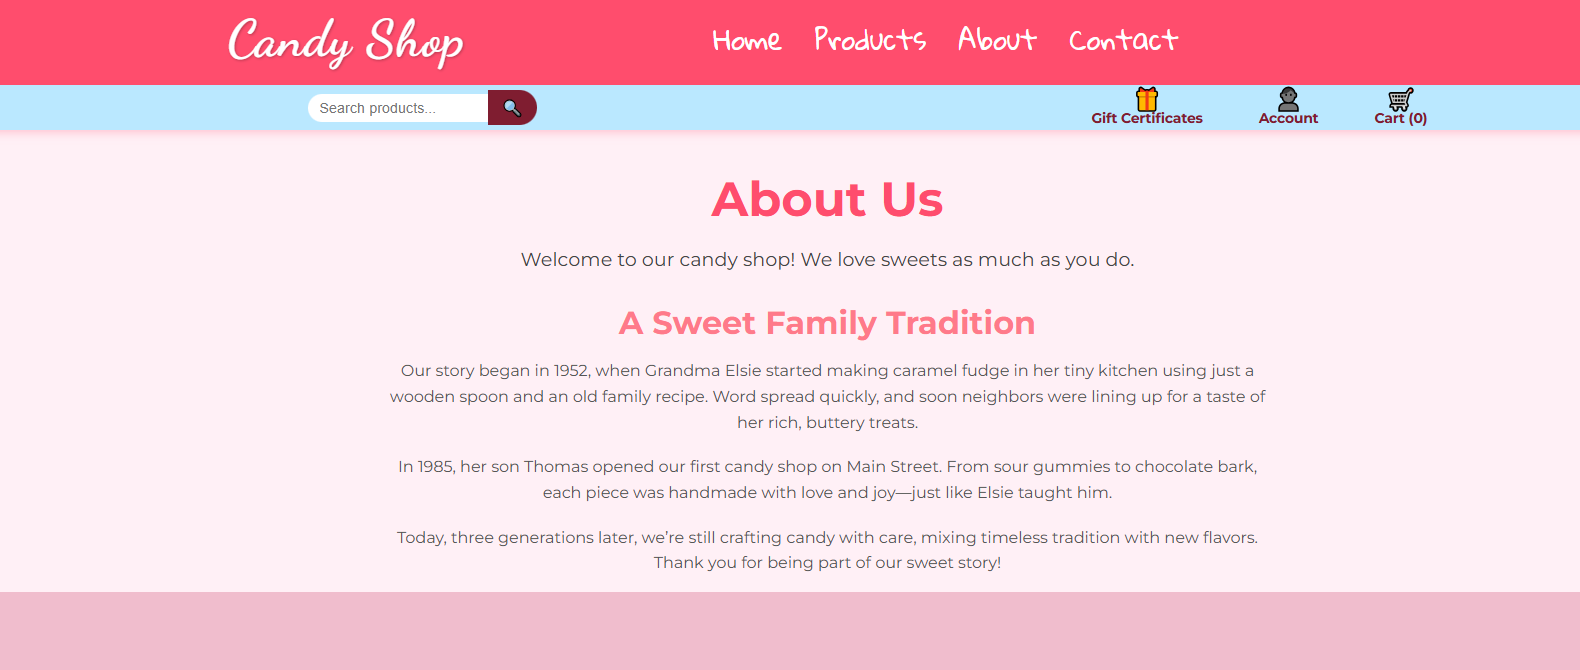 Candy Shop
Home Products About Contact
Search products...
Gift Certificates Account Cart (0)
About Us
Welcome to our candy shop! We love sweets as much as you do.
A Sweet Family Tradition
Our story began in 1952, when Grandma Elsie started making caramel fudge in her tiny kitchen using just a
wooden spoon and an old family recipe. Word spread quickly, and soon neighbors were lining up for a taste of
her rich, buttery treats.
In 1985, her son Thomas opened our first candy shop on Main Street. From sour gummies to chocolate bark,
each piece was handmade with love and joy—just like Elsie taught him.
Today, three generations later, we’re still crafting candy with care, mixing timeless tradition with new flavors.
Thank you for being part of our sweet story!